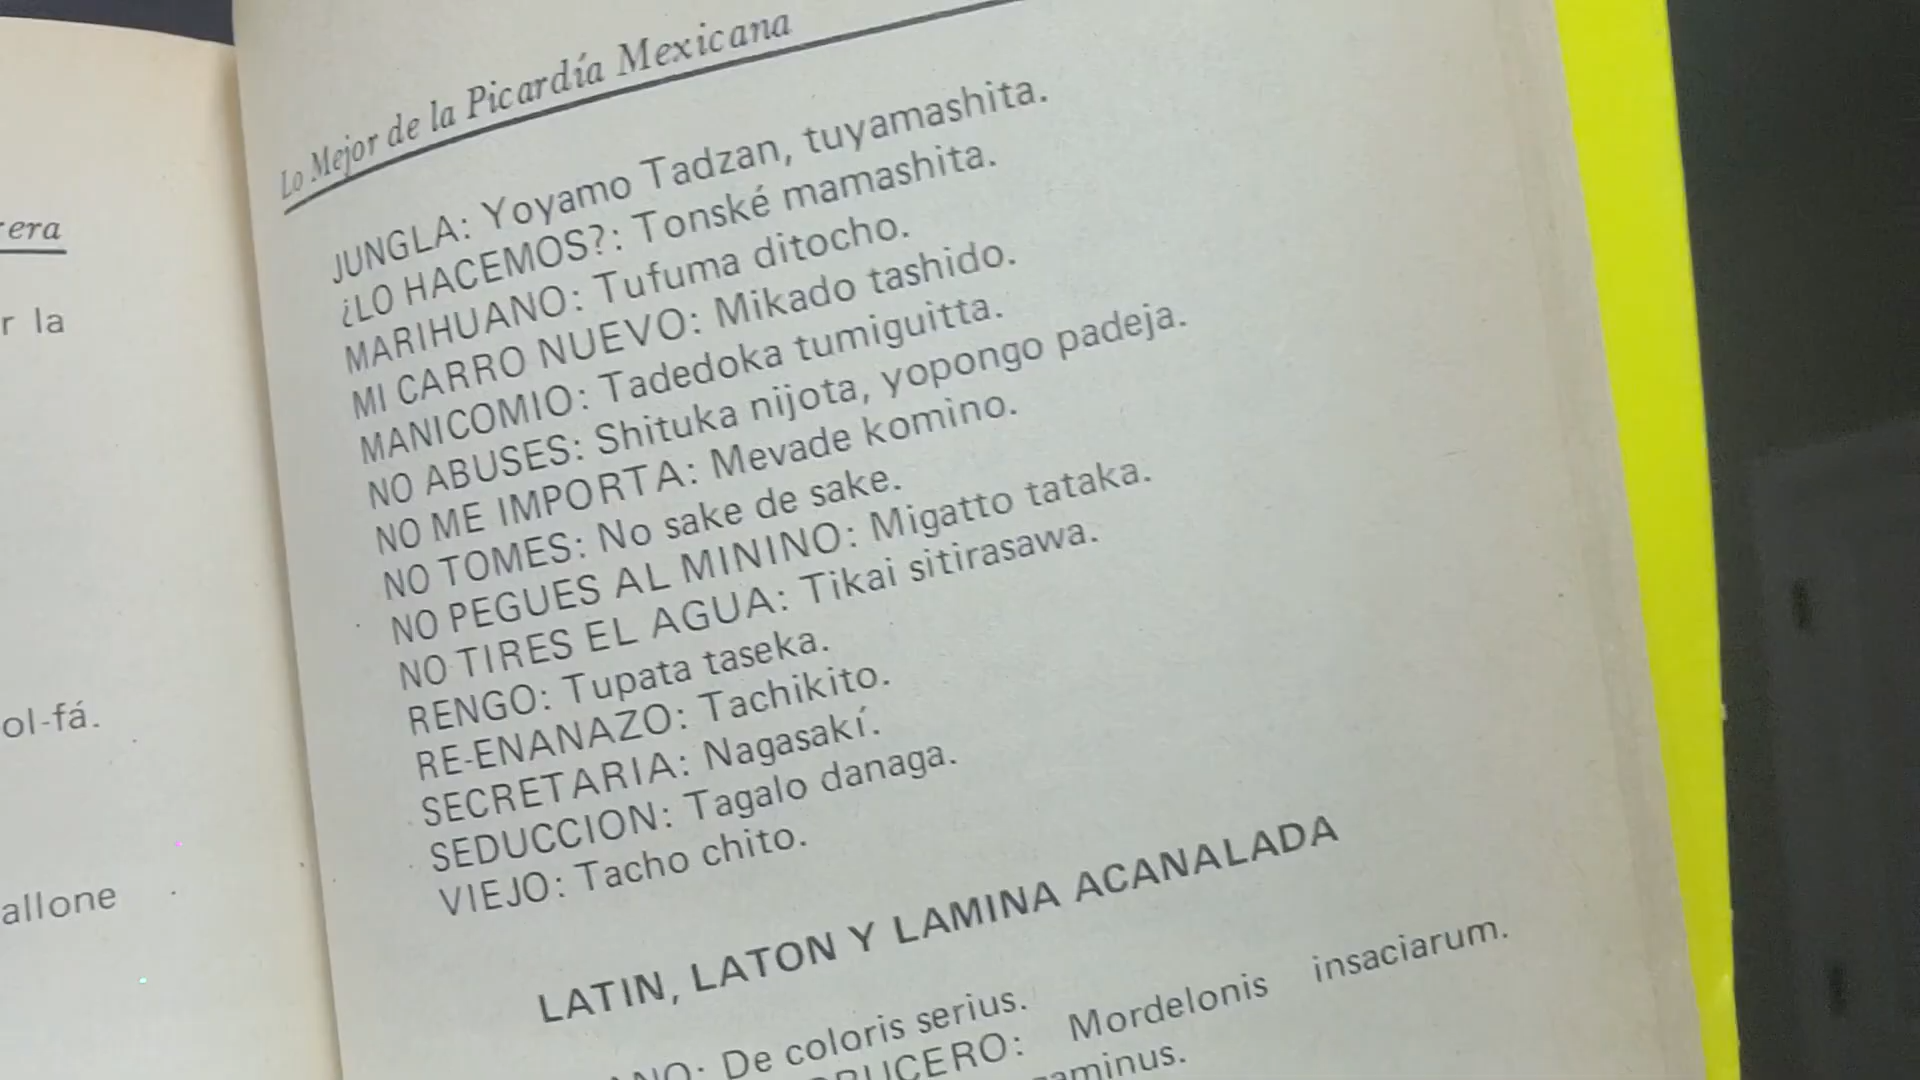 era
r la
ol-fá.
allone
Lo Mejor de la Picardía Mexicana
JUNGLA: Yoyamo Tadzan, tuyamashita.
¿LO HACEMOS?: Tonské mamashita.
MARIHUANO: Tufuma ditocho.
MI CARRO NUEVO: Mikado tashido.
MANICOMIO: Tadedoka tumiguitta.
NO ABUSES: Shituka nijota, yopongo padeja.
NO ME IMPORTA: Mevade komino.
NO TOMES: No sake de sake.
NO PEGUES AL MININO: Migatto tataka.
NO TIRES EL AGUA: Tikai sitirasawa.
RENGO: Tupata taseka.
RE-ENANAZO: Tachikito.
SECRETARIA: Nagasakí.
SEDUCCION: Tagalo danaga.
VIEJO: Tacho chito.
LATIN, LATON Y LAMINA ACANALADA
ANO: De coloris serius.
RUCERO: Mordelonis insaciarum.
aminus.